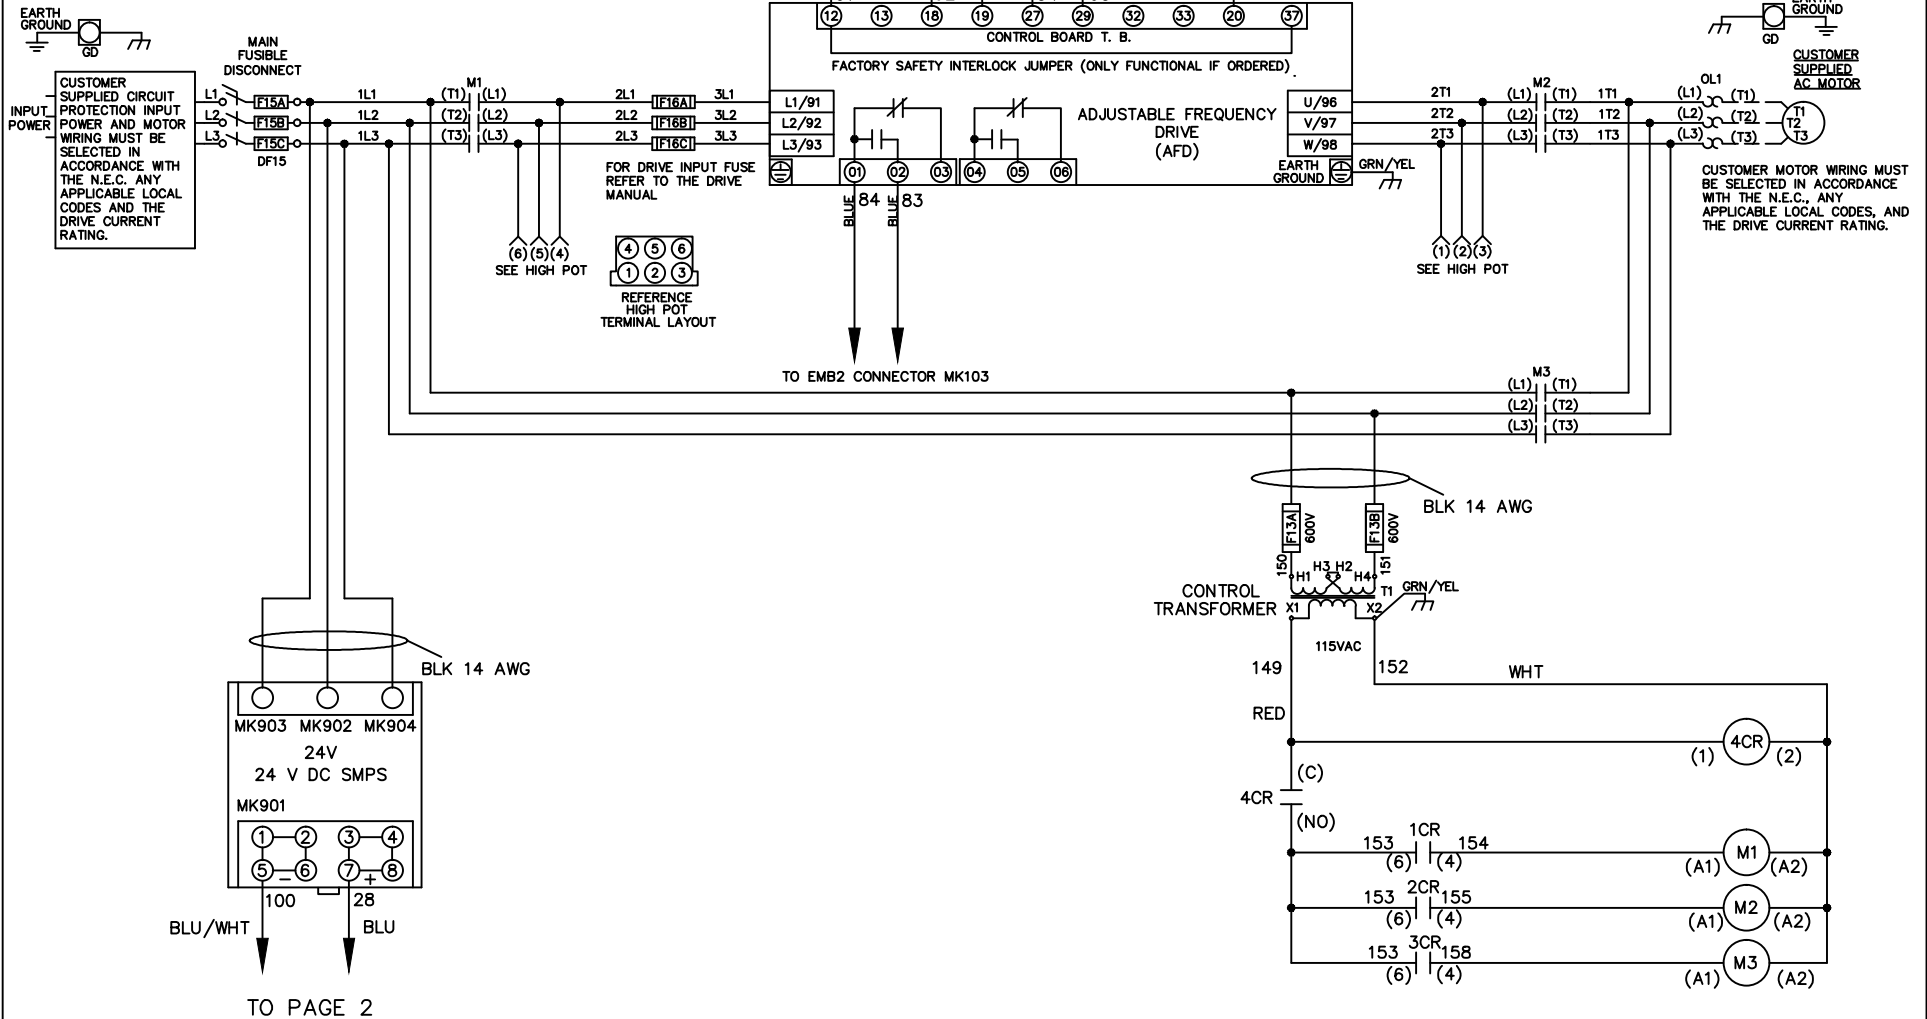 EARTH
GROUND
GD
MAIN
FUSIBLE
DISCONNECT
CUSTOMER
SUPPLIED CIRCUIT
PROTECTION INPUT
POWER AND MOTOR
WIRING MUST BE
SELECTED IN
ACCORDANCE WITH
THE N.E.C. ANY
APPLICABLE LOCAL
CODES AND THE
DRIVE CURRENT
RATING.
INPUT
POWER
L1 F15A 1L1 (T1) M1 (L1) 2L1 F16A 3L1 L1/91
L2 F15B 1L2 (T2) (L2) 2L2 F16B 3L2 L2/92
L3 F15C 1L3 (T3) (L3) 2L3 F16C 3L3 L3/93
DF15
12 13 18 19 27 29 32 33 20 37
CONTROL BOARD T. B.
FACTORY SAFETY INTERLOCK JUMPER (ONLY FUNCTIONAL IF ORDERED)
ADJUSTABLE FREQUENCY
DRIVE
(AFD)
01 02 03 04 05 06
EARTH
GROUND
GRN/YEL
U/96 2T1 (L1) M2 (T1) 1T1 (L1) OL1 (T1)
V/97 2T2 (L2) (T2) 1T2 (L2) (T2)
W/98 2T3 (L3) (T3) 1T3 (L3) (T3)
T1
T2
T3
GROUND
GD
CUSTOMER
SUPPLIED
AC MOTOR
CUSTOMER MOTOR WIRING MUST
BE SELECTED IN ACCORDANCE
WITH THE N.E.C., ANY
APPLICABLE LOCAL CODES, AND
THE DRIVE CURRENT RATING.
FOR DRIVE INPUT FUSE
REFER TO THE DRIVE
MANUAL
(6) (5) (4)
SEE HIGH POT
4 5 6
1 2 3
REFERENCE
HIGH POT
TERMINAL LAYOUT
BLUE 84 BLUE 83
TO EMB2 CONNECTOR MK103
(1) (2) (3)
SEE HIGH POT
M3
(L1) (T1)
(L2) (T2)
(L3) (T3)
BLK 14 AWG
F13A 600V F13B 600V
150 151
H1 H3 H2 H4
T1 GRN/YEL
CONTROL
TRANSFORMER
X1 X2
115VAC
149 152 WHT
RED
4CR
(1) (2)
(C)
4CR
(NO)
153 1CR 154 M1
(6) (4) (A1) (A2)
153 2CR 155 M2
(6) (4) (A1) (A2)
153 3CR 158 M3
(6) (4) (A1) (A2)
BLK 14 AWG
MK903 MK902 MK904
24V
24 V DC SMPS
MK901
1 2 3 4
5 - 6 7 + 8
100 28
BLU/WHT BLU
TO PAGE 2